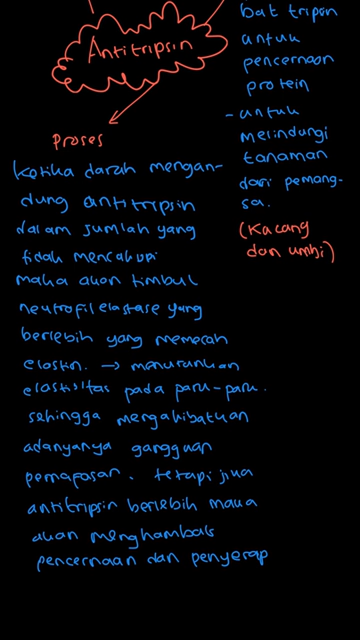 Antitripsin
Proses
Ketika darah mengan-
dung antitripsin
dalam jumlah yang
tidak mencukupi
maka akan timbul
neutrofil elastase yang
berlebih yang memecah
elastin. → menurunkan
elastisitas pada paru-paru.
sehingga mengakibatkan
adanyanya gangguan
pernafasan. tetapi jika
antitripsin berlebih maka
akan menghambat
pencernaan dan penyerap
bat tripsin
untuk
pencernaan
protein
- untuk
melindungi
tanaman
dari pemang-
sa.
(Kacang
dan umbi)